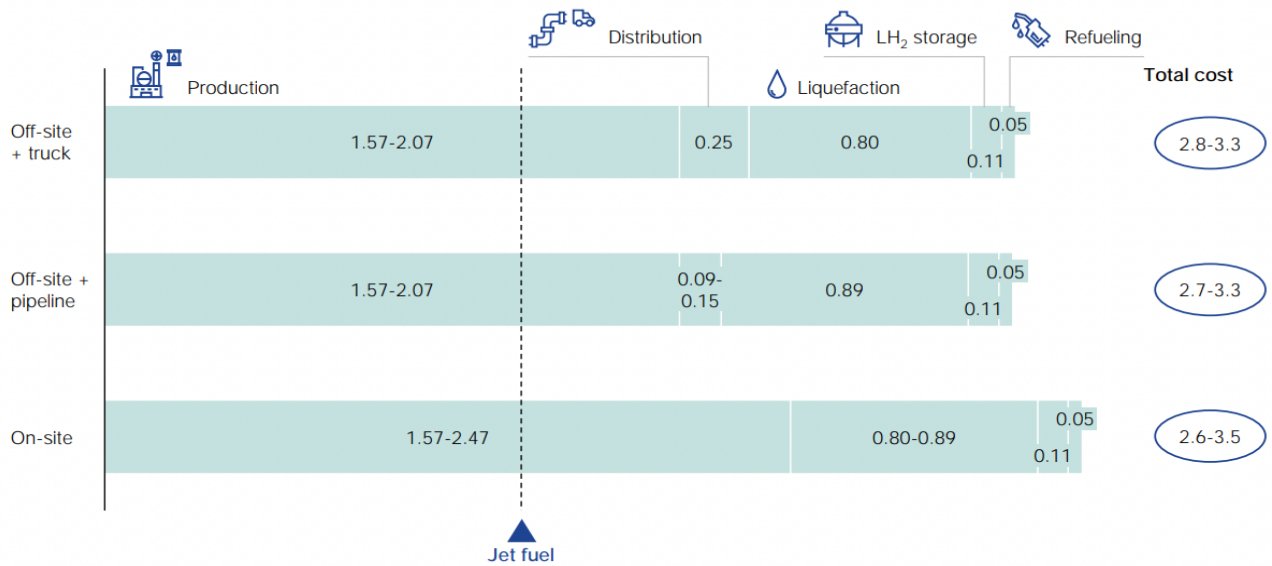 Distribution
LH₂ storage
Refueling
Total cost
Production
Liquefaction
Off-site
+ truck
1.57-2.07
0.25
0.80
0.11
0.05
2.8-3.3
Off-site +
pipeline
1.57-2.07
0.09-
0.15
0.89
0.11
0.05
2.7-3.3
On-site
1.57-2.47
0.80-0.89
0.11
0.05
2.6-3.5
Jet fuel